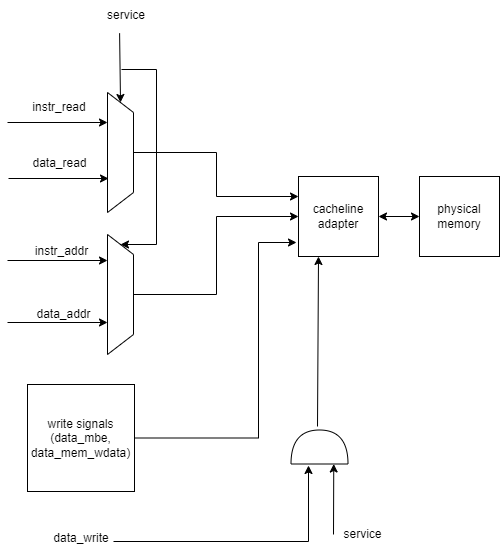 service
instr_read
data_read
cacheline
adapter
physical
memory
instr_addr
data_addr
write signals
(data_mbe,
data_mem_wdata)
data_write
service